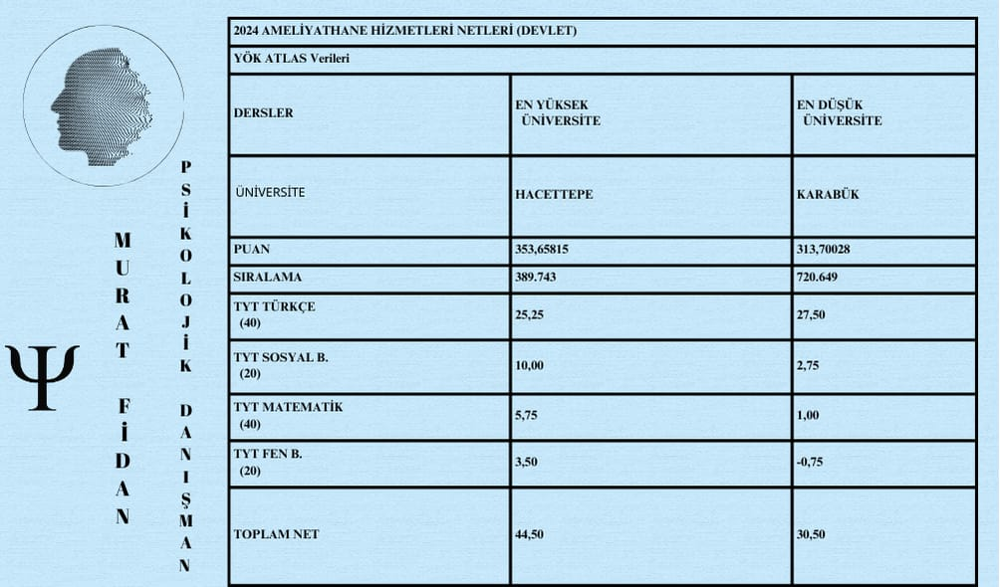 2024 AMELİYATHANE HİZMETLERİ NETLERİ (DEVLET)
YÖK ATLAS Verileri
DERSLER
EN YÜKSEK
ÜNİVERSİTE
EN DÜŞÜK
ÜNİVERSİTE
ÜNİVERSİTE
HACETTEPE
KARABÜK
PUAN
353,65815
313,70028
SIRALAMA
389.743
720.649
TYT TÜRKÇE
(40)
25,25
27,50
TYT SOSYAL B.
(20)
10,00
2,75
TYT MATEMATİK
(40)
5,75
1,00
TYT FEN B.
(20)
3,50
-0,75
TOPLAM NET
44,50
30,50
MURAT FİDAN
PSİKOLOJİK DANIŞMAN
Ψ